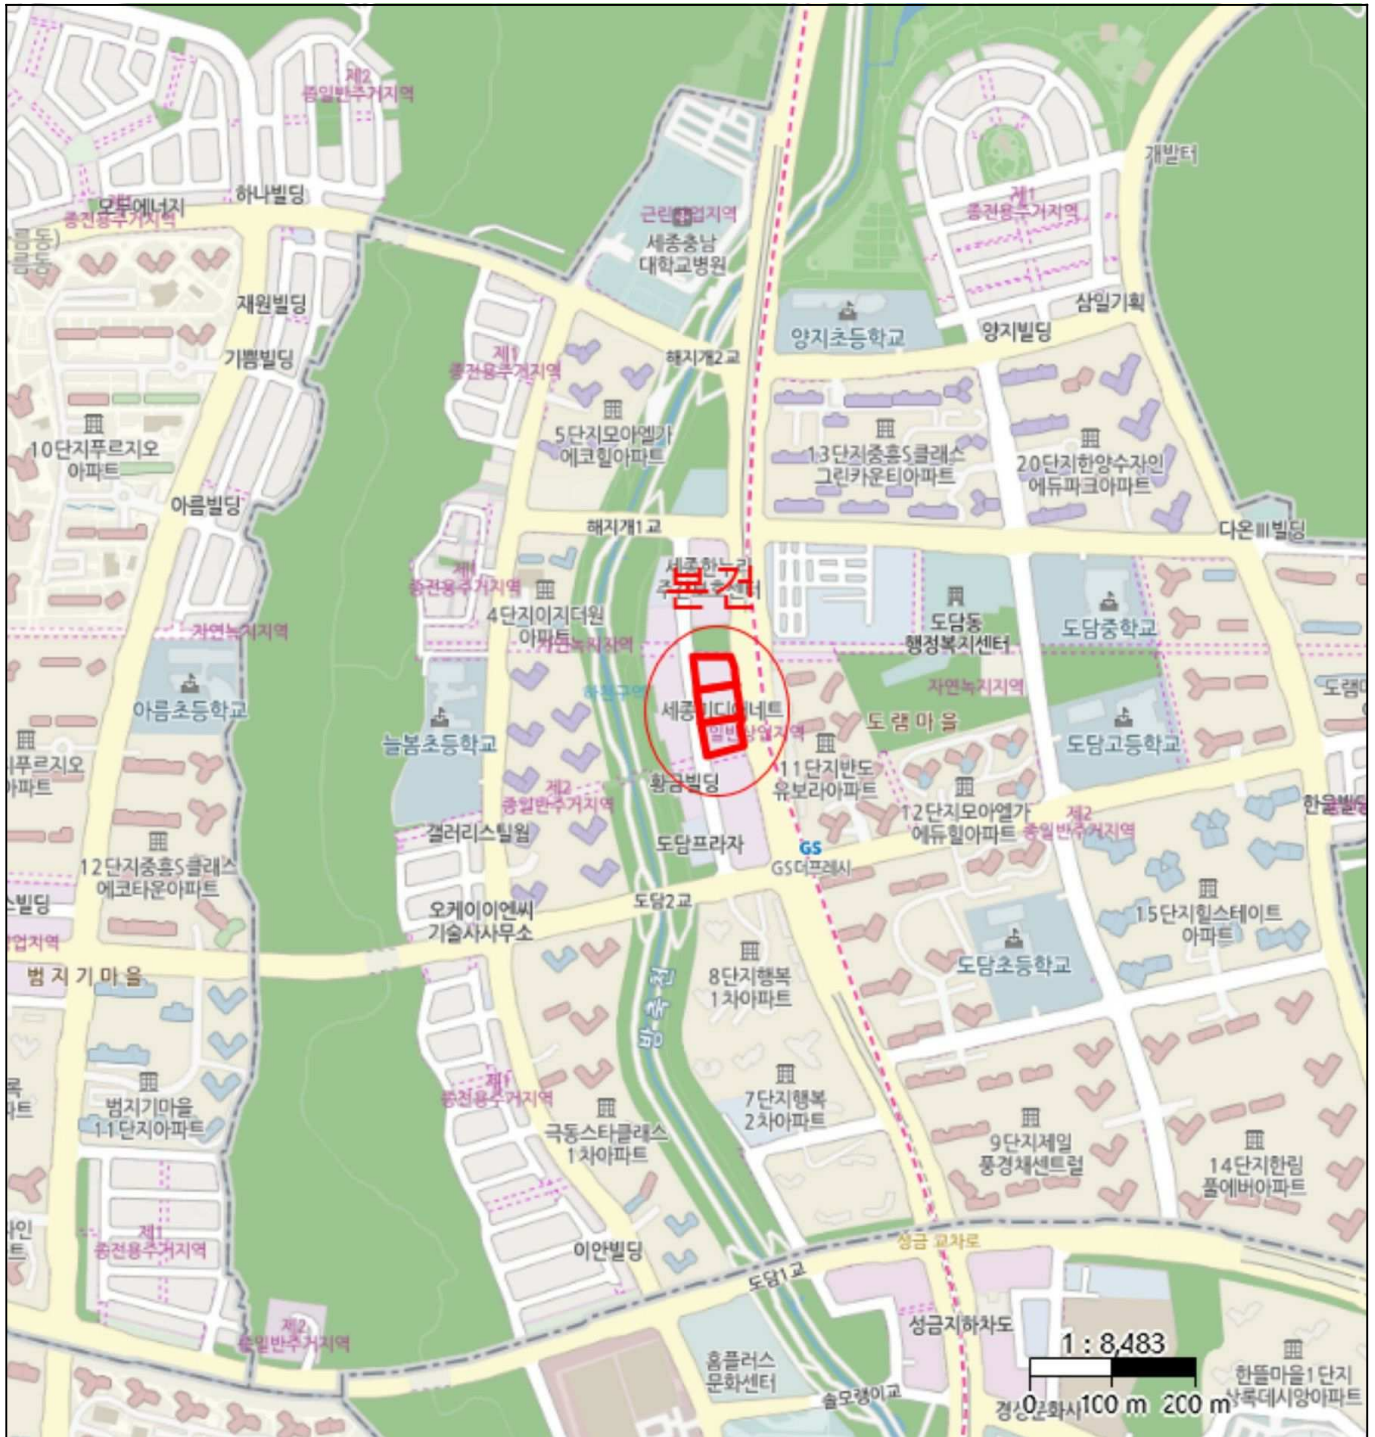 제2
종일반주거지역
개발터
하나빌딩
모두에너지
종전용주거지역
제1
종전용주거지역
근린상업지역
세종충남
대학교병원
재원빌딩
삼일기획
양지초등학교
양지빌딩
기쁨빌딩
제1
종전용주거지역
해지개2교
10단지푸르지오
아파트
5단지모아엘가
에코힐아파트
13단지중흥S클래스
그린카운티아파트
20단지한양수자인
에듀파크아파트
아름빌딩
해지개1교
다온III빌딩
세종한누리
본건
제1
종전용주거지역
4단지이지더원
아파트
도담동
행정복지센터
도담중학교
자연녹지지역
자연녹지지역
자연녹지지역
하천구역
아름초등학교
늘봄초등학교
세종미디어네트
일반상업지역
도램마을
도담고등학교
황금빌딩
11단지반도
유보라아파트
제2
종일반주거지역
12단지모아엘가
에듀힐아파트
제2
종일반주거지역
한울빌딩
갤러리스틸원
도담프라자
GS
GS더프레시
12단지중흥S클래스
에코타운아파트
오케이이엔씨
기술사사무소
도담2교
15단지힐스테이트
아파트
범지기마을
8단지행복
1차아파트
도담초등학교
방축천
범지기마을
11단지아파트
제1
종전용주거지역
극동스타클래스
1차아파트
7단지행복
2차아파트
9단지제일
풍경채센트럴
14단지한림
풀에버아파트
제1
종전용주거지역
이안빌딩
도담1교
성금 교차로
제2
종일반주거지역
성금지하차도
홈플러스
문화센터
솔모랭이교
1 : 8,483
0 100 m 200 m
한뜰마을1단지